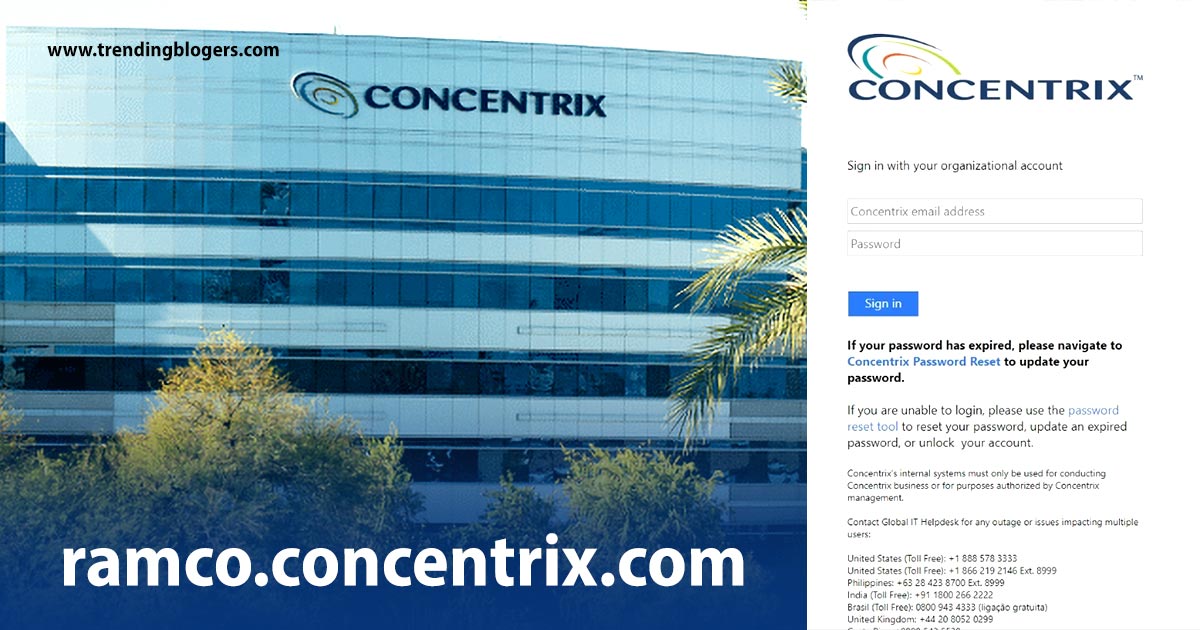 www.trendingblogers.com
CONCENTRIX
ramco.concentrix.com
CONCENTRIX™
Sign in with your organizational account
Concentrix email address
Password
Sign in
If your password has expired, please navigate to
Concentrix Password Reset to update your
password.
If you are unable to login, please use the password
reset tool to reset your password, update an expired
password, or unlock your account.
Concentrix's internal systems must only be used for conducting
Concentrix business or for purposes authorized by Concentrix
management.
Contact Global IT Helpdesk for any outage or issues impacting multiple
users:
United States (Toll Free): +1 888 578 3333
United States (Toll Free): +1 866 219 2146 Ext. 8999
Philippines: +63 28 423 8700 Ext. 8999
India (Toll Free): +91 1800 266 2222
Brasil (Toll Free): 0800 943 4333 (ligação gratuita)
United Kingdom: +44 20 8052 0299